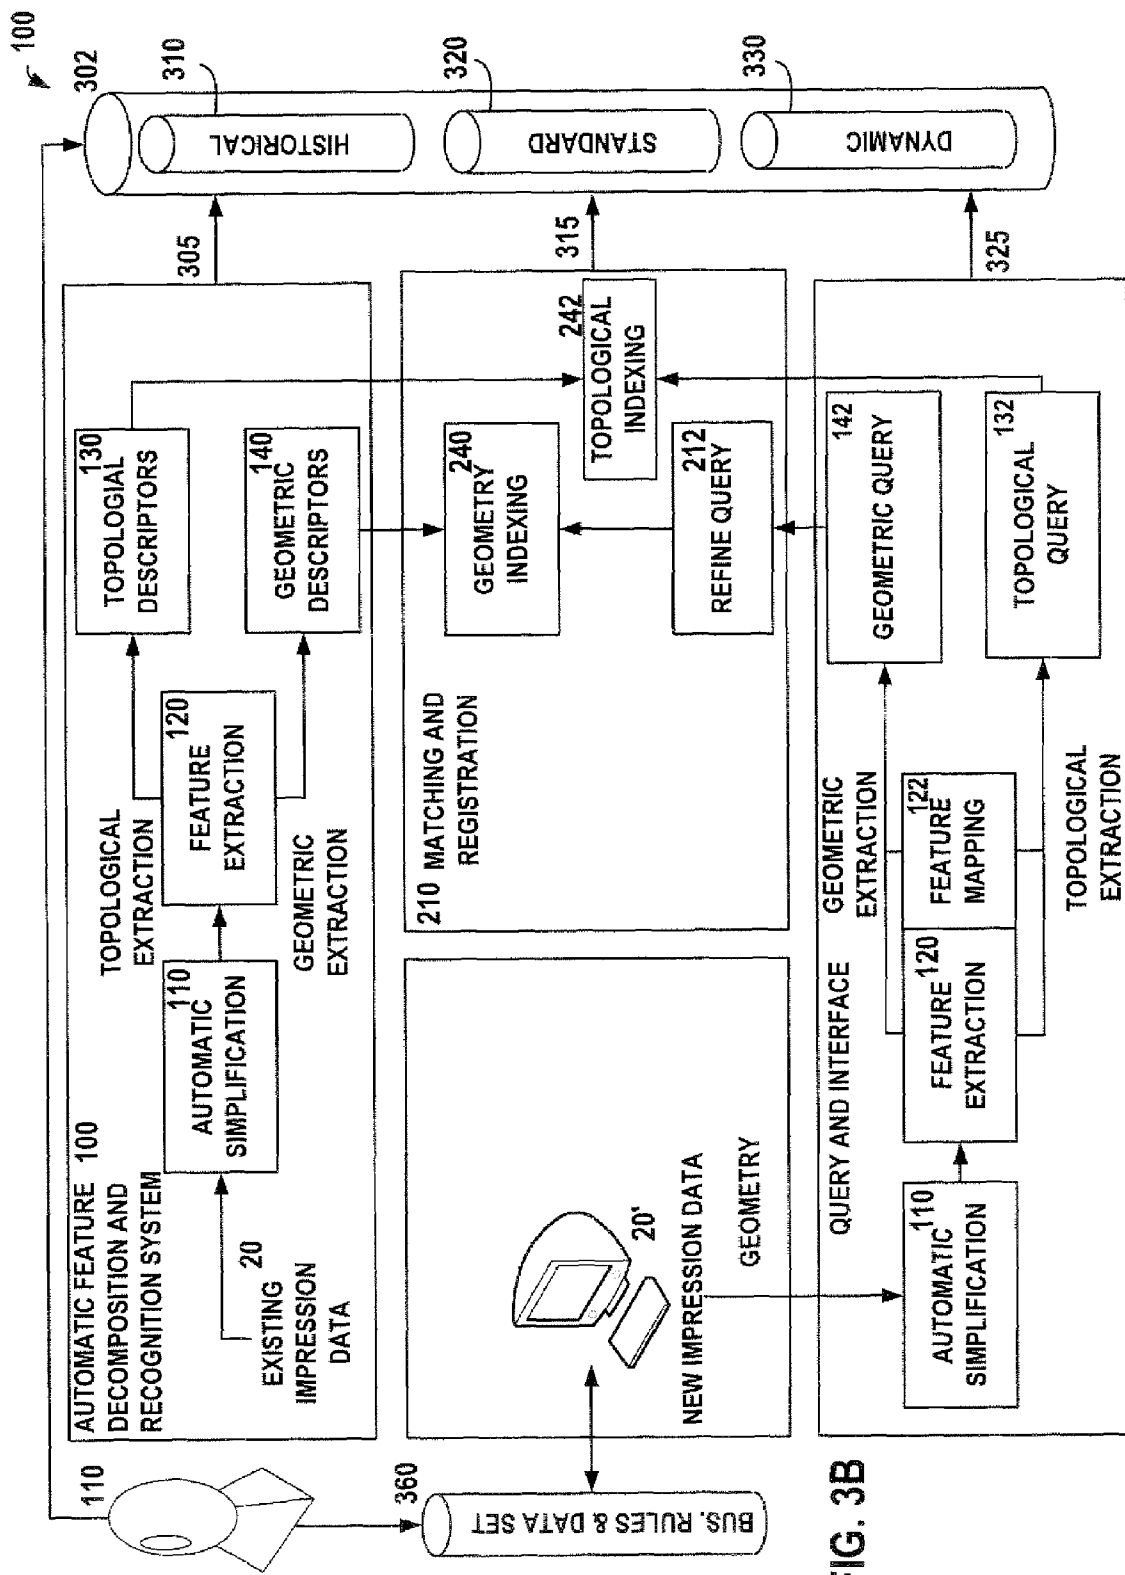 100
302
310
HISTORICAL
320
STANDARD
330
DYNAMIC
305
315
325
AUTOMATIC FEATURE 100
DECOMPOSITION AND
RECOGNITION SYSTEM
20
EXISTING
IMPRESSION
DATA
110
AUTOMATIC
SIMPLIFICATION
TOPOLOGICAL
EXTRACTION
120
FEATURE
EXTRACTION
GEOMETRIC
EXTRACTION
130
TOPOLOGIAL
DESCRIPTORS
140
GEOMETRIC
DESCRIPTORS
210 MATCHING AND
REGISTRATION
240
GEOMETRY
INDEXING
242
TOPOLOGICAL
INDEXING
212
REFINE QUERY
110
360
BUS. RULES & DATA SET
20'
NEW IMPRESSION DATA
GEOMETRY
QUERY AND INTERFACE
110
AUTOMATIC
SIMPLIFICATION
120
FEATURE
EXTRACTION
122
FEATURE
MAPPING
GEOMETRIC
EXTRACTION
TOPOLOGICAL
EXTRACTION
142
GEOMETRIC QUERY
132
TOPOLOGICAL
QUERY
FIG. 3B